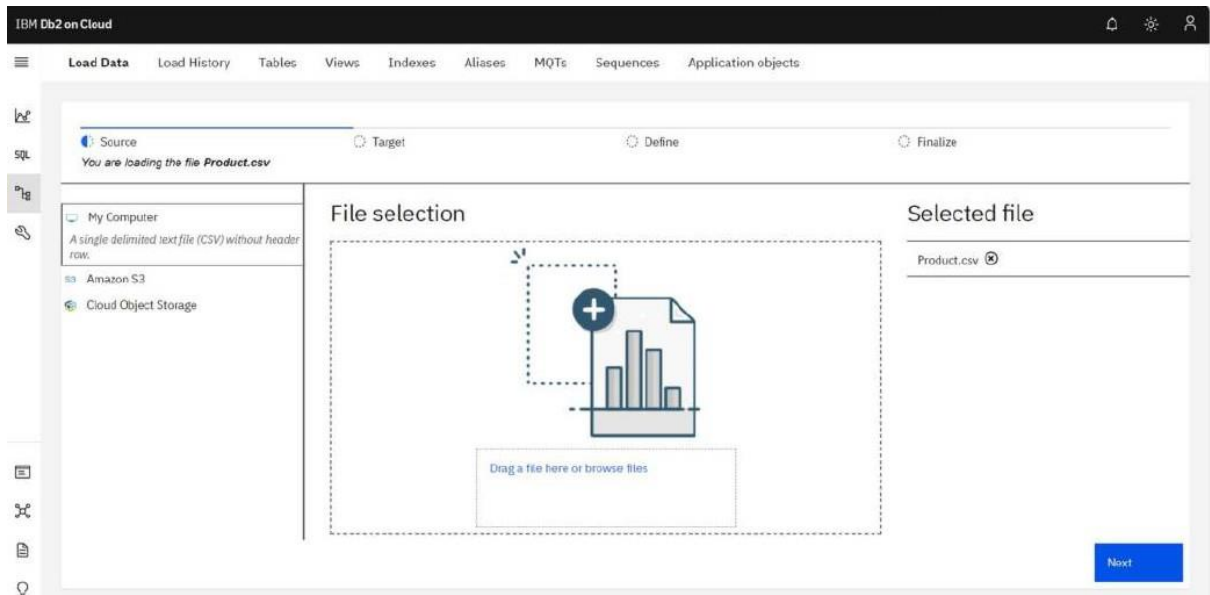 IBM Db2 on Cloud
Load Data Load History Tables Views Indexes Aliases MQTs Sequences Application objects
Source Target Define Finalize
You are loading the file Product.csv
SQL
My Computer
A single delimited text file (CSV) without header
row.
S3 Amazon S3
Cloud Object Storage
File selection
Drag a file here or browse files
Selected file
Product.csv
Next